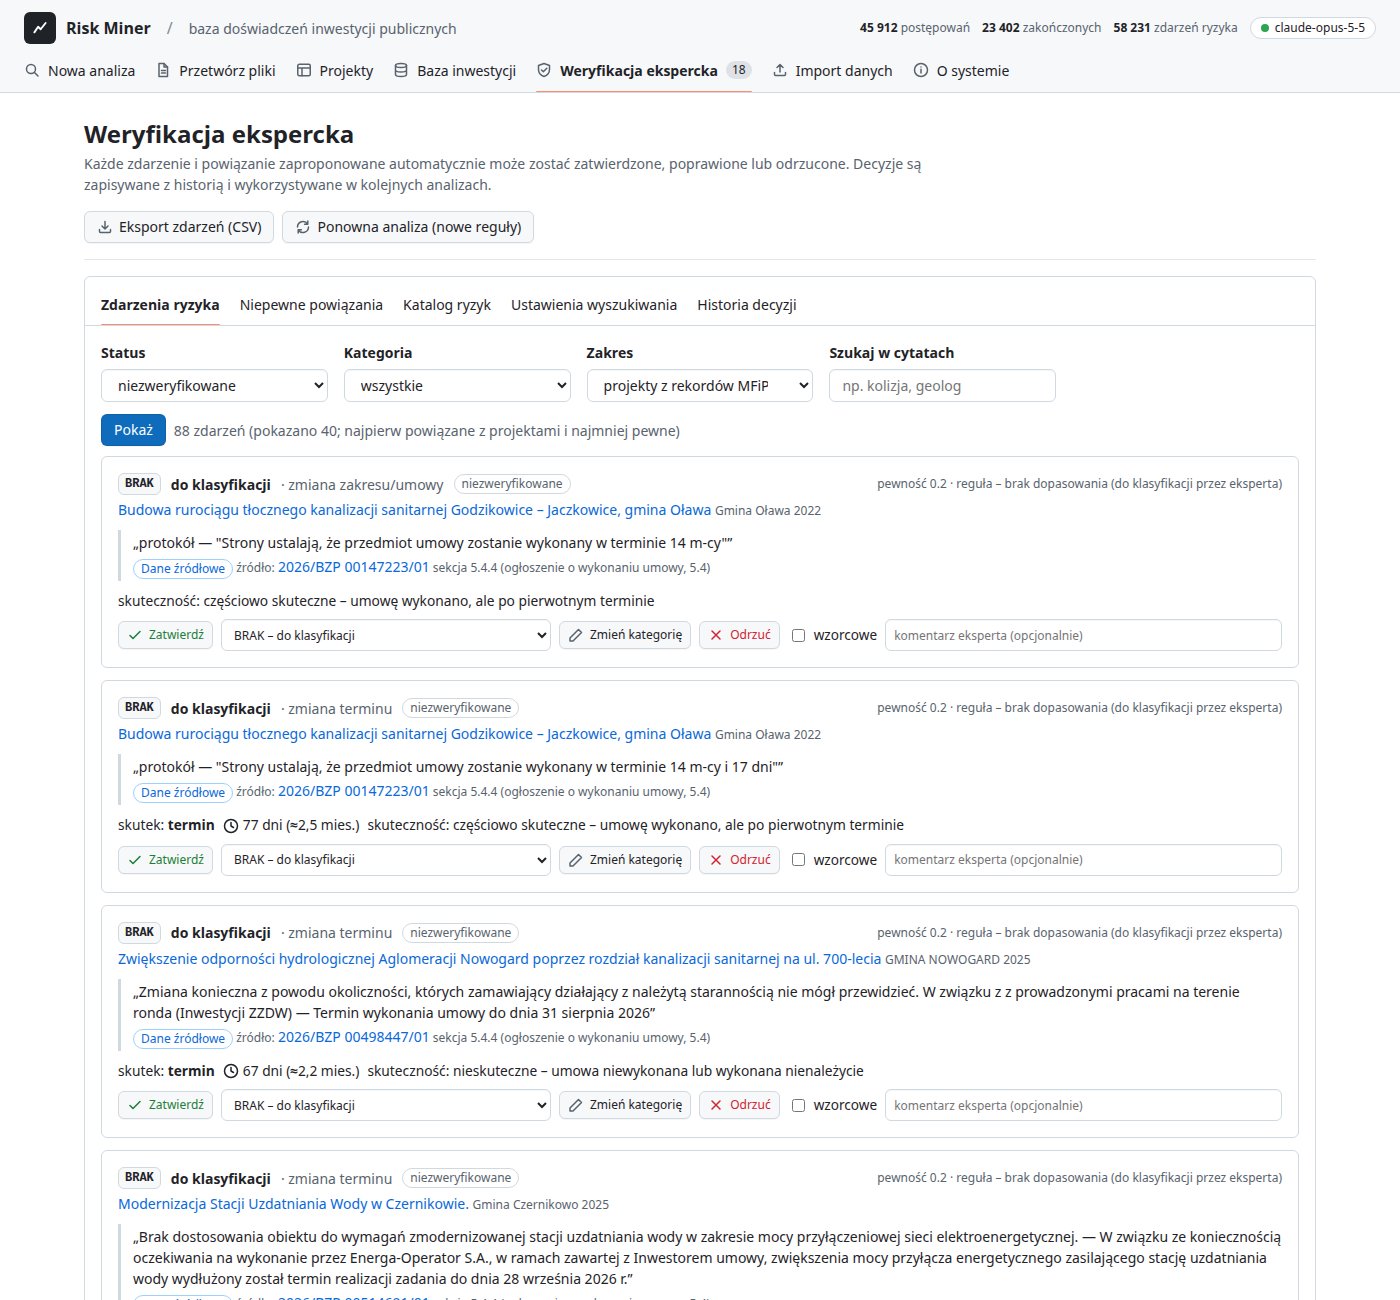 Risk Miner / baza doświadczeń inwestycji publicznych
45 912 postępowań 23 402 zakończonych 58 231 zdarzeń ryzyka claude-opus-5-5
Nowa analiza Przetwórz pliki Projekty Baza inwestycji Weryfikacja ekspercka 18 Import danych O systemie
Weryfikacja ekspercka
Każde zdarzenie i powiązanie zaproponowane automatycznie może zostać zatwierdzone, poprawione lub odrzucone. Decyzje są
zapisywane z historią i wykorzystywane w kolejnych analizach.
Eksport zdarzeń (CSV) Ponowna analiza (nowe reguły)
Zdarzenia ryzyka Niepewne powiązania Katalog ryzyk Ustawienia wyszukiwania Historia decyzji
Status Kategoria Zakres Szukaj w cytatach
niezweryfikowane wszystkie projekty z rekordów MFiP np. kolizja, geolog
Pokaż 88 zdarzeń (pokazano 40; najpierw powiązane z projektami i najmniej pewne)
BRAK do klasyfikacji · zmiana zakresu/umowy niezweryfikowane pewność 0.2 · reguła – brak dopasowania (do klasyfikacji przez eksperta)
Budowa rurociągu tłocznego kanalizacji sanitarnej Godzikowice – Jaczkowice, gmina Oława Gmina Oława 2022
„protokół — "Strony ustalają, że przedmiot umowy zostanie wykonany w terminie 14 m-cy"”
Dane źródłowe źródło: 2026/BZP 00147223/01 sekcja 5.4.4 (ogłoszenie o wykonaniu umowy, 5.4)
skuteczność: częściowo skuteczne – umowę wykonano, ale po pierwotnym terminie
Zatwierdź BRAK – do klasyfikacji Zmień kategorię Odrzuć wzorcowe komentarz eksperta (opcjonalnie)
BRAK do klasyfikacji · zmiana terminu niezweryfikowane pewność 0.2 · reguła – brak dopasowania (do klasyfikacji przez eksperta)
Budowa rurociągu tłocznego kanalizacji sanitarnej Godzikowice – Jaczkowice, gmina Oława Gmina Oława 2022
„protokół — "Strony ustalają, że przedmiot umowy zostanie wykonany w terminie 14 m-cy i 17 dni"”
Dane źródłowe źródło: 2026/BZP 00147223/01 sekcja 5.4.4 (ogłoszenie o wykonaniu umowy, 5.4)
skutek: termin 77 dni (≈2,5 mies.) skuteczność: częściowo skuteczne – umowę wykonano, ale po pierwotnym terminie
Zatwierdź BRAK – do klasyfikacji Zmień kategorię Odrzuć wzorcowe komentarz eksperta (opcjonalnie)
BRAK do klasyfikacji · zmiana terminu niezweryfikowane pewność 0.2 · reguła – brak dopasowania (do klasyfikacji przez eksperta)
Zwiększenie odporności hydrologicznej Aglomeracji Nowogard poprzez rozdział kanalizacji sanitarnej na ul. 700-lecia GMINA NOWOGARD 2025
„Zmiana konieczna z powodu okoliczności, których zamawiający działający z należytą starannością nie mógł przewidzieć. W związku z z prowadzonymi pracami na terenie
ronda (Inwestycji ZZDW) — Termin wykonania umowy do dnia 31 sierpnia 2026”
Dane źródłowe źródło: 2026/BZP 00498447/01 sekcja 5.4.4 (ogłoszenie o wykonaniu umowy, 5.4)
skutek: termin 67 dni (≈2,2 mies.) skuteczność: nieskuteczne – umowa niewykonana lub wykonana nienależycie
Zatwierdź BRAK – do klasyfikacji Zmień kategorię Odrzuć wzorcowe komentarz eksperta (opcjonalnie)
BRAK do klasyfikacji · zmiana terminu niezweryfikowane pewność 0.2 · reguła – brak dopasowania (do klasyfikacji przez eksperta)
Modernizacja Stacji Uzdatniania Wody w Czernikowie. Gmina Czernikowo 2025
„Brak dostosowania obiektu do wymagań zmodernizowanej stacji uzdatniania wody w zakresie mocy przyłączeniowej sieci elektroenergetycznej. — W związku ze koniecznością
oczekiwania na wykonanie przez Energa-Operator S.A., w ramach zawartej z Inwestorem umowy, zwiększenia mocy przyłącza energetycznego zasilającego stację uzdatniania
wody wydłużony został termin realizacji zadania do dnia 28 września 2026 r.”